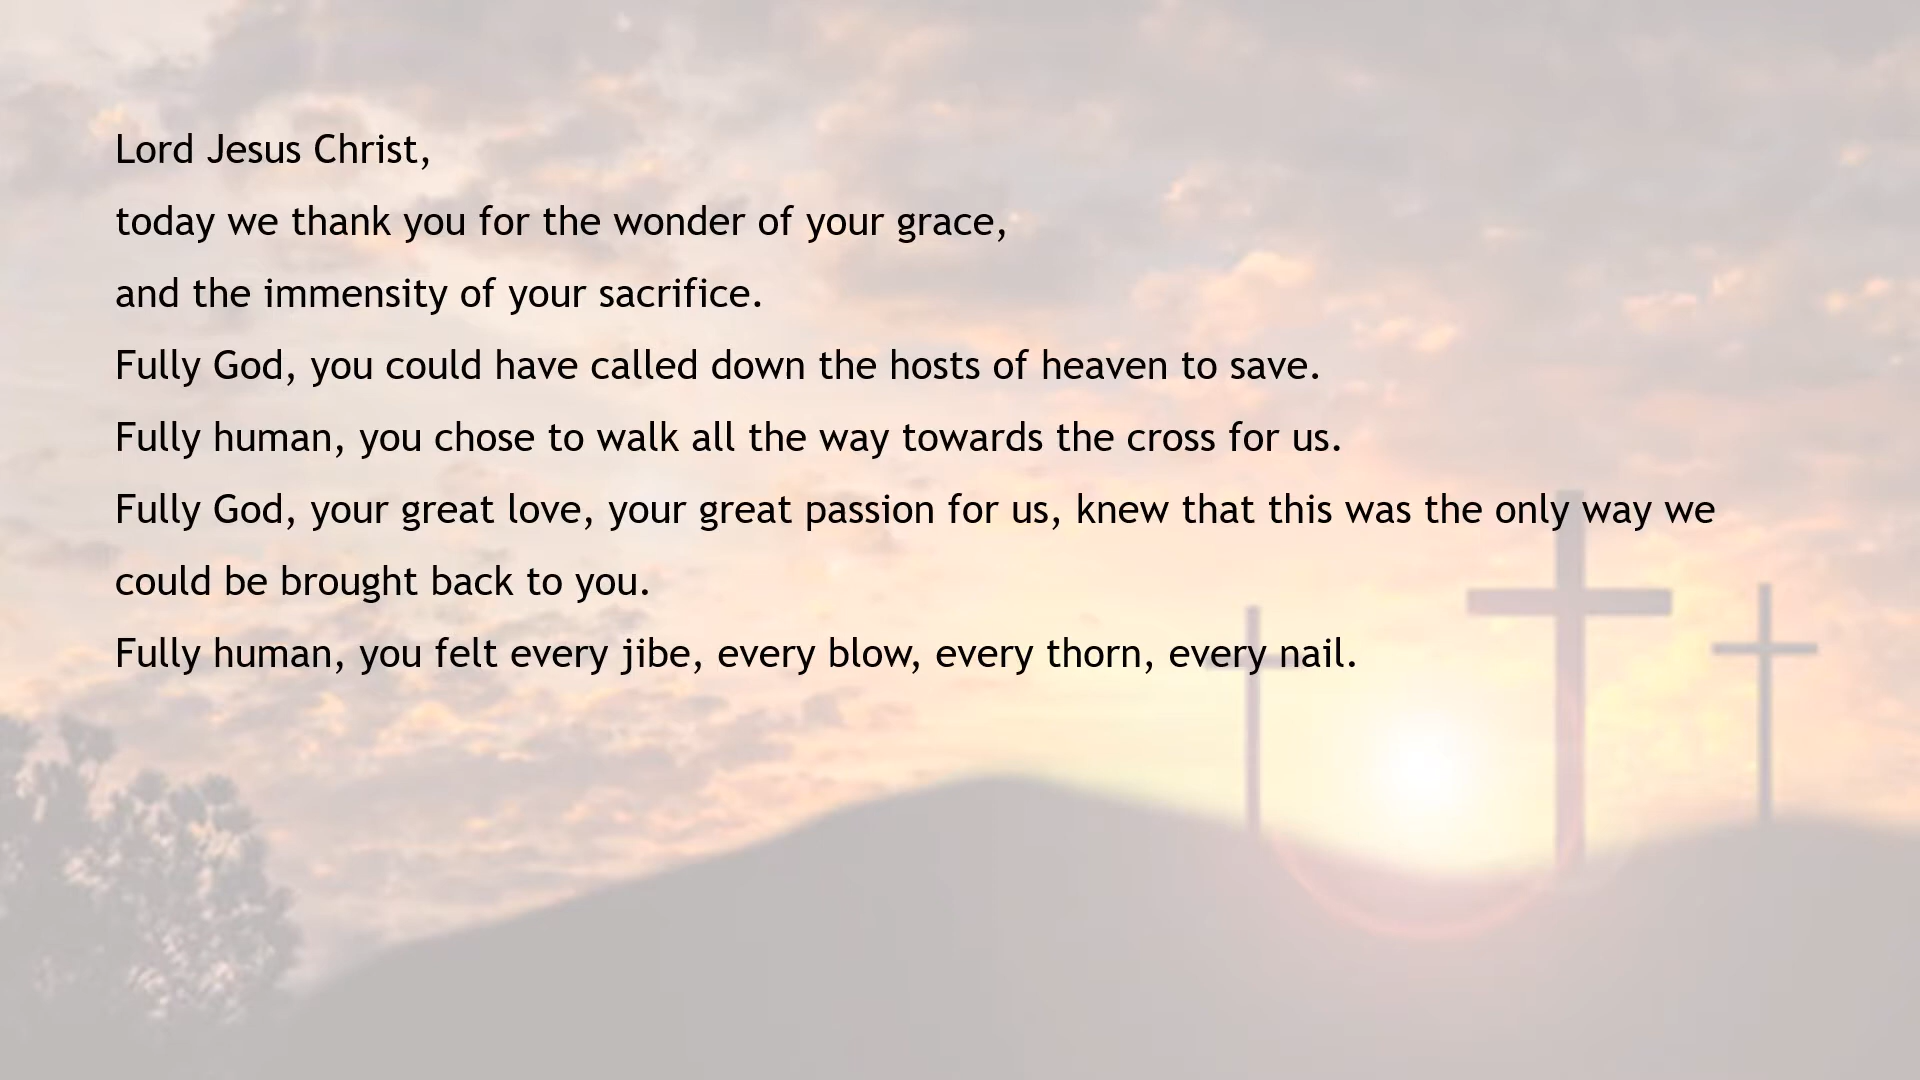 Lord Jesus Christ,
today we thank you for the wonder of your grace,
and the immensity of your sacrifice.
Fully God, you could have called down the hosts of heaven to save.
Fully human, you chose to walk all the way towards the cross for us.
Fully God, your great love, your great passion for us, knew that this was the only way we
could be brought back to you.
Fully human, you felt every jibe, every blow, every thorn, every nail.